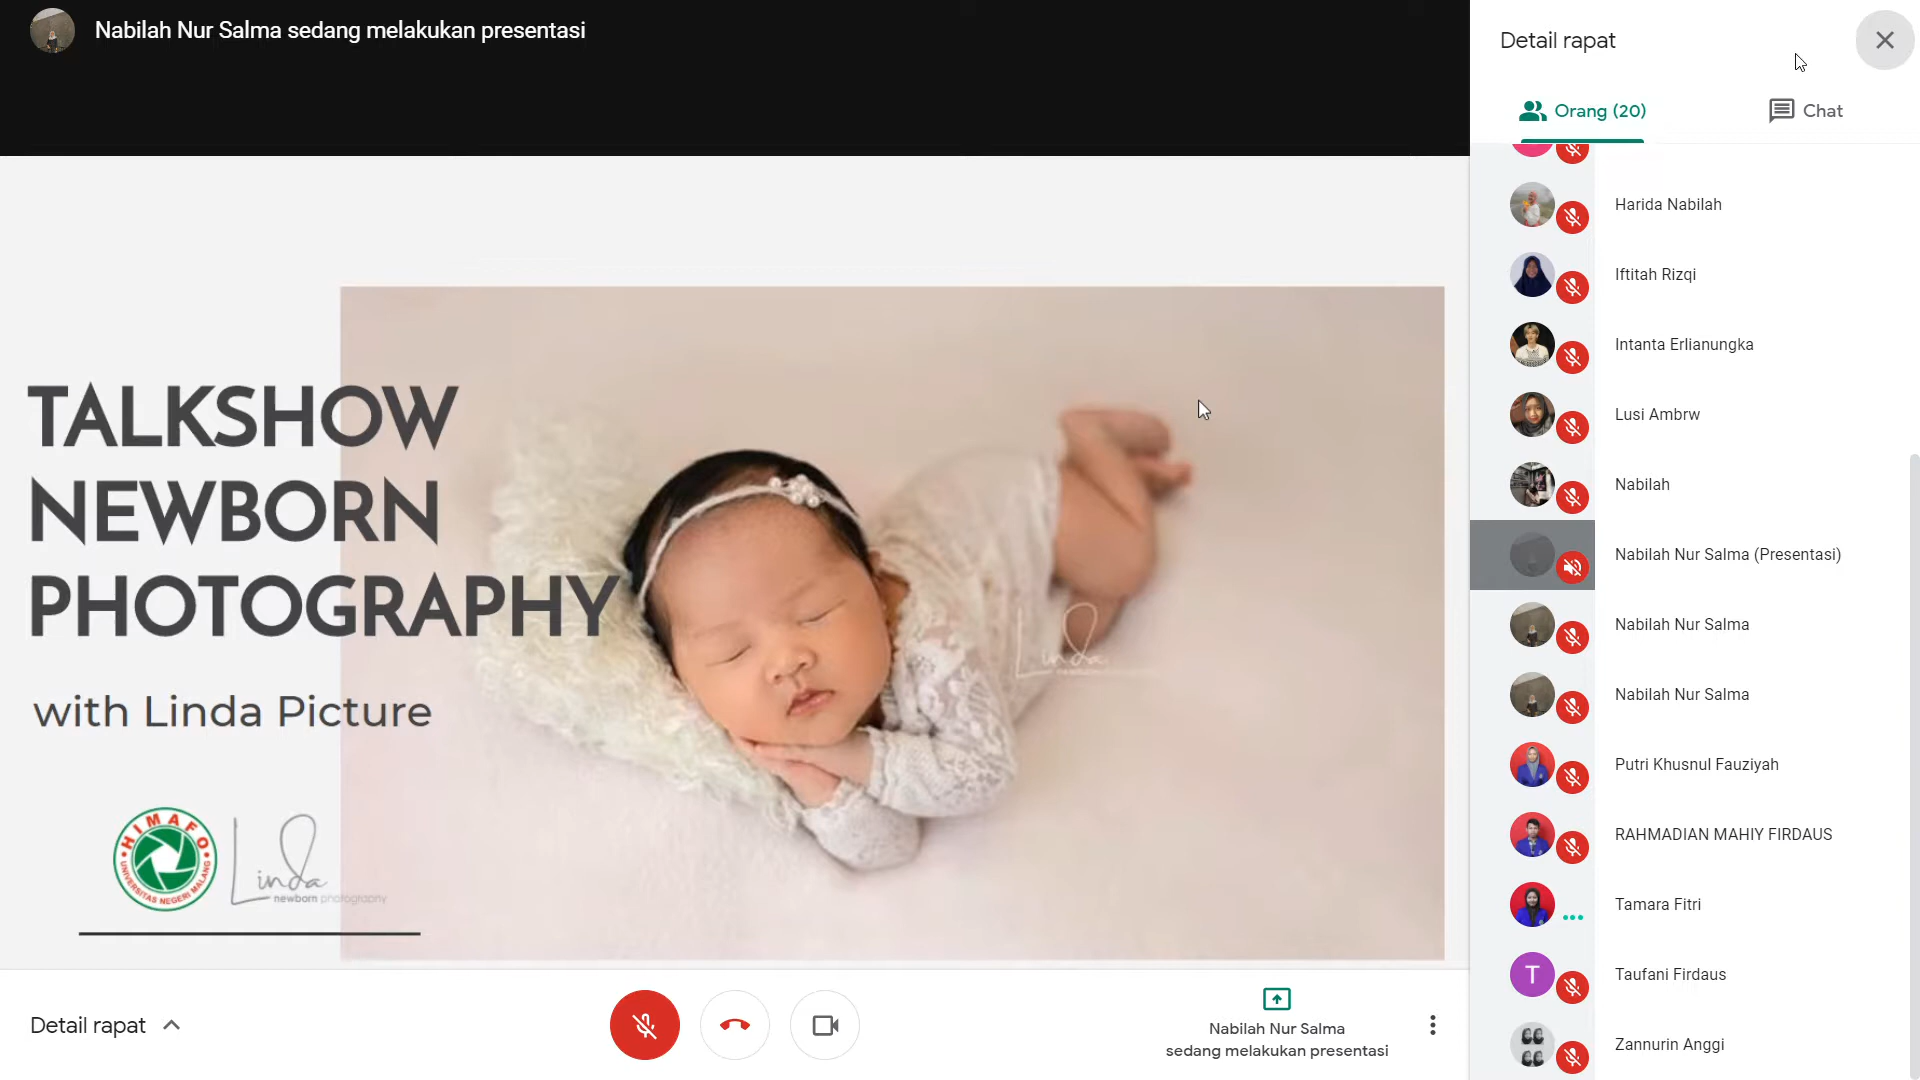 Nabilah Nur Salma sedang melakukan presentasi
TALKSHOW
NEWBORN
PHOTOGRAPHY
with Linda Picture
HIMAFO
UNIVERSITAS NEGERI MALANG
Linda
newborn photography
Linda
Detail rapat
Nabilah Nur Salma
sedang melakukan presentasi
Detail rapat
Orang (20)
Chat
Harida Nabilah
Iftitah Rizqi
Intanta Erlianungka
Lusi Ambrw
Nabilah
Nabilah Nur Salma (Presentasi)
Nabilah Nur Salma
Nabilah Nur Salma
Putri Khusnul Fauziyah
RAHMADIAN MAHIY FIRDAUS
Tamara Fitri
T
Taufani Firdaus
Zannurin Anggi